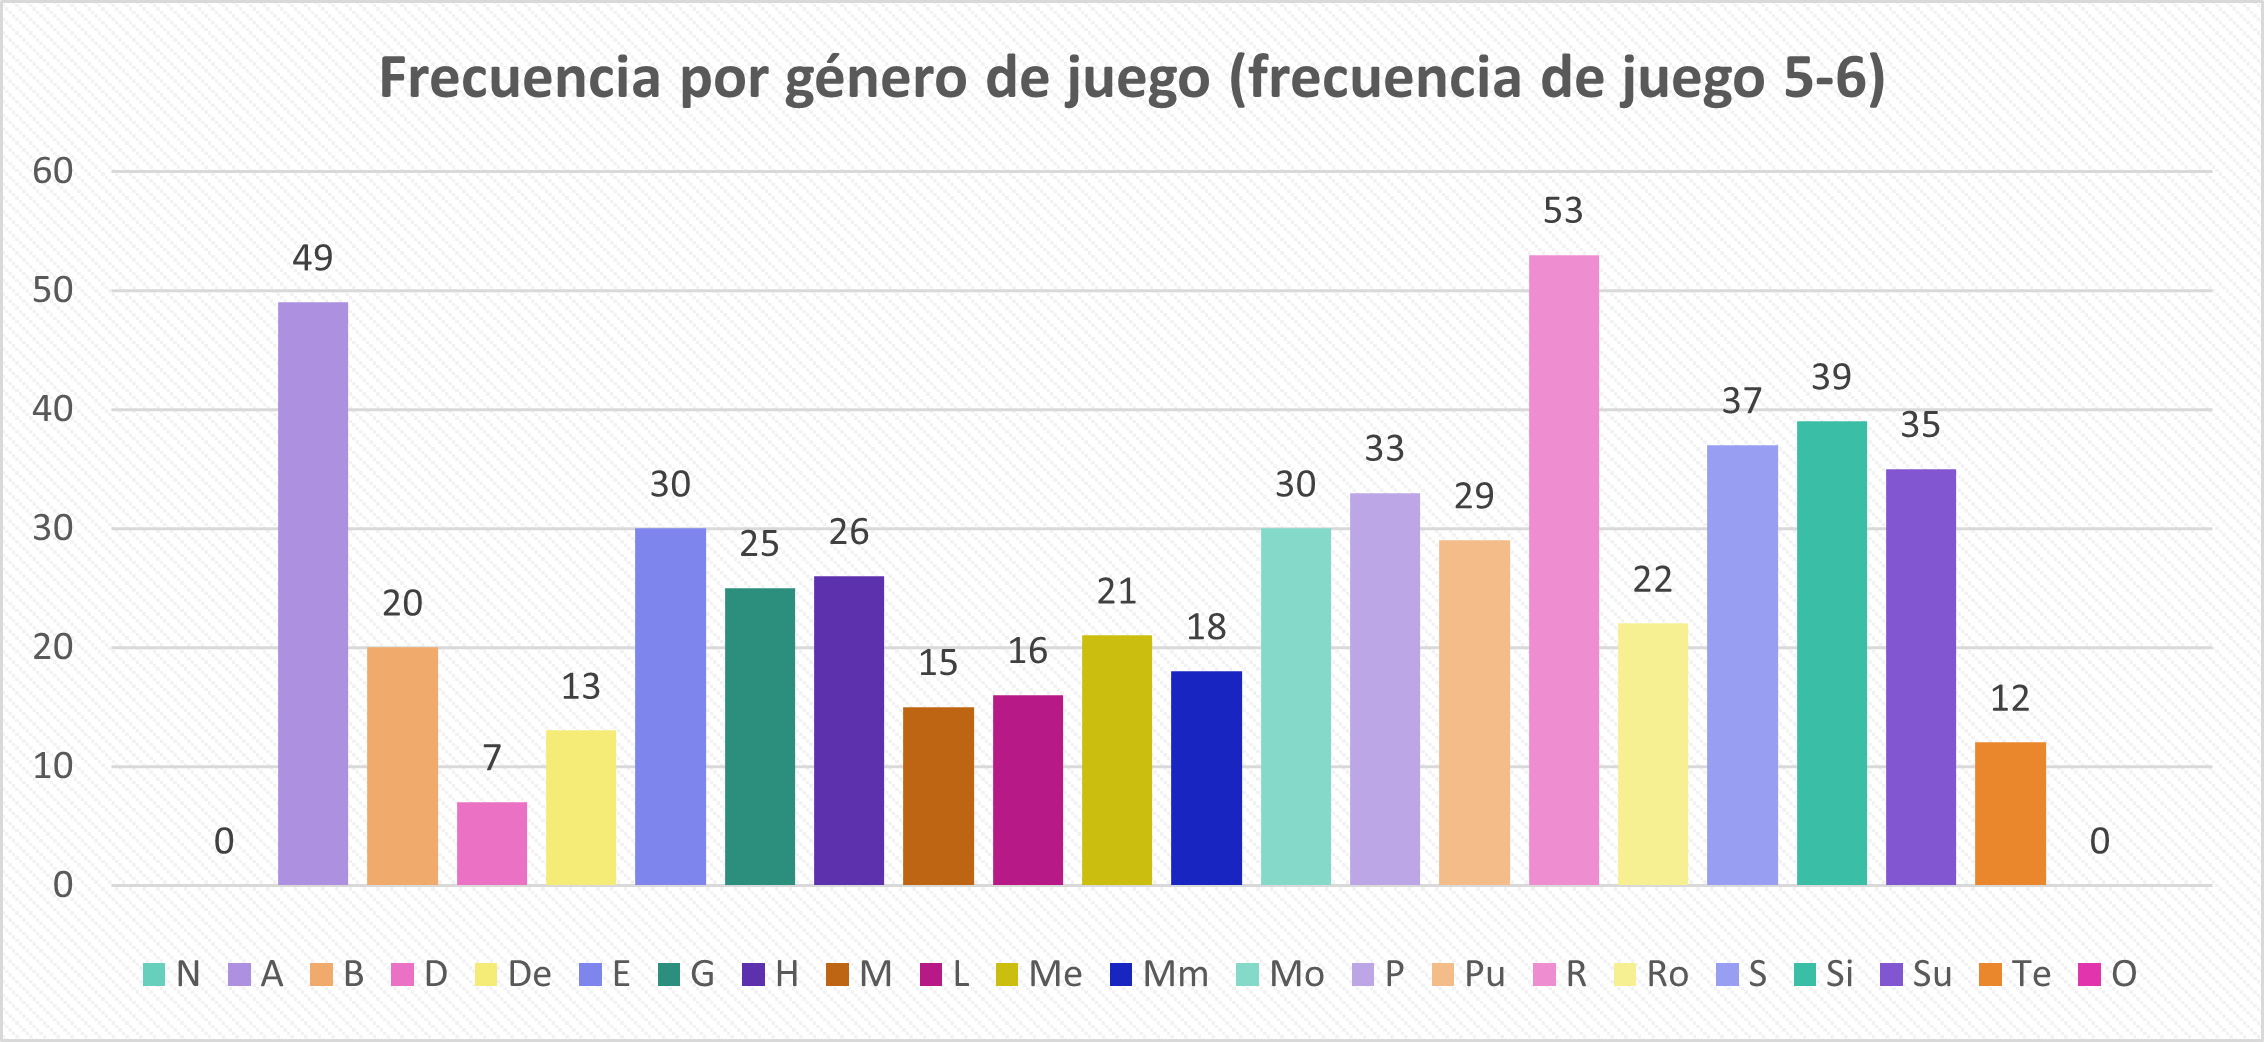 Frecuencia por género de juego (frecuencia de juego 5-6)
60
50
40
30
20
10
0
0 49 20 7 13 30 25 26 15 16 21 18 30 33 29 53 22 37 39 35 12 0
N A B D De E G H M L Me Mm Mo P Pu R Ro S Si Su Te O